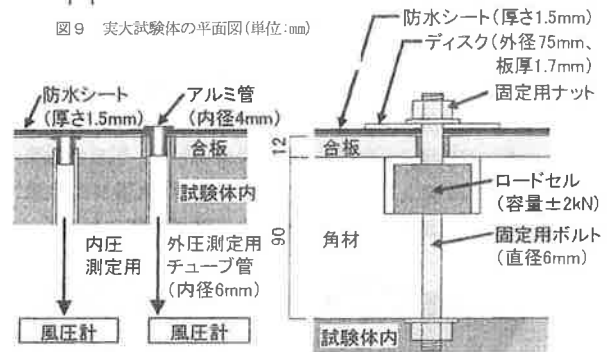 図9 実大試験体の平面図(単位:mm)
防水シート
(厚さ1.5mm)
アルミ管
(内径4mm)
合板
試験体内
内圧
測定用
外圧測定用
チューブ管
(内径6mm)
風圧計
風圧計
防水シート(厚さ1.5mm)
ディスク(外径75mm、
板厚1.7mm)
固定用ナット
12
合板
ロードセル
(容量±2kN)
90
角材
固定用ボルト
(直径6mm)
試験体内